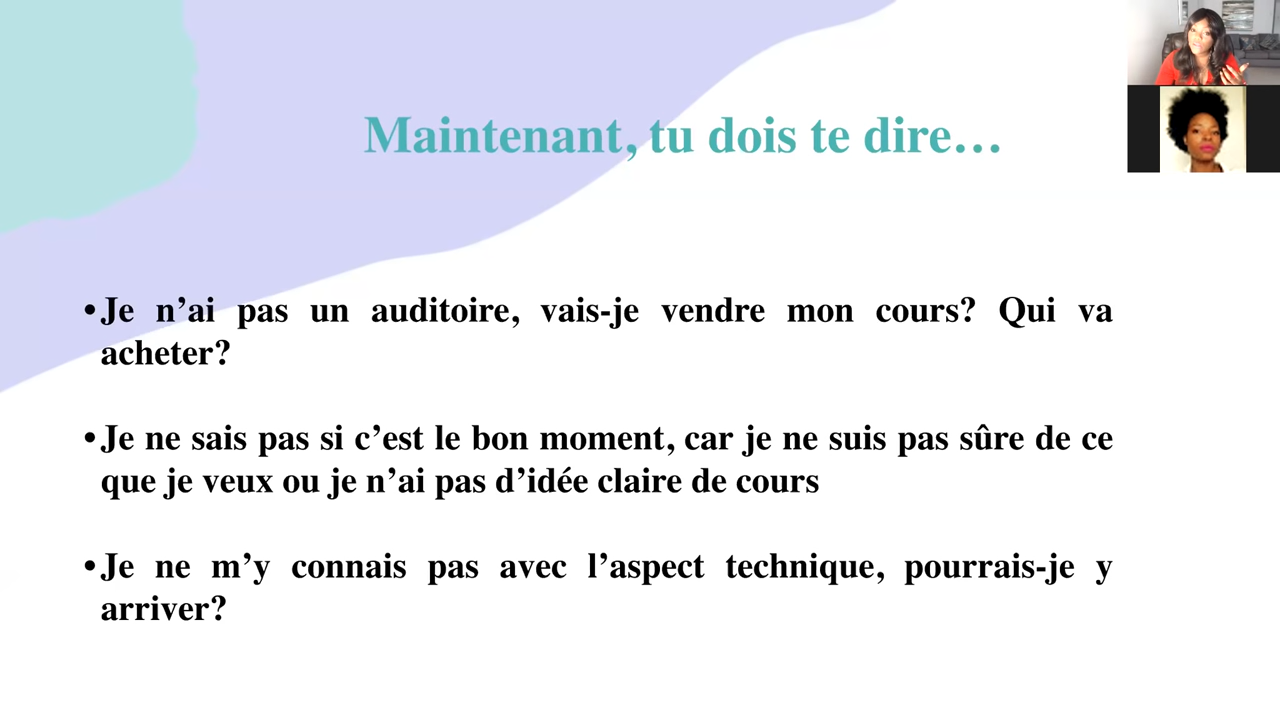 Maintenant, tu dois te dire…
•Je n’ai pas un auditoire, vais-je vendre mon cours? Qui va
acheter?
•Je ne sais pas si c’est le bon moment, car je ne suis pas sûre de ce
que je veux ou je n’ai pas d’idée claire de cours
•Je ne m’y connais pas avec l’aspect technique, pourrais-je y
arriver?